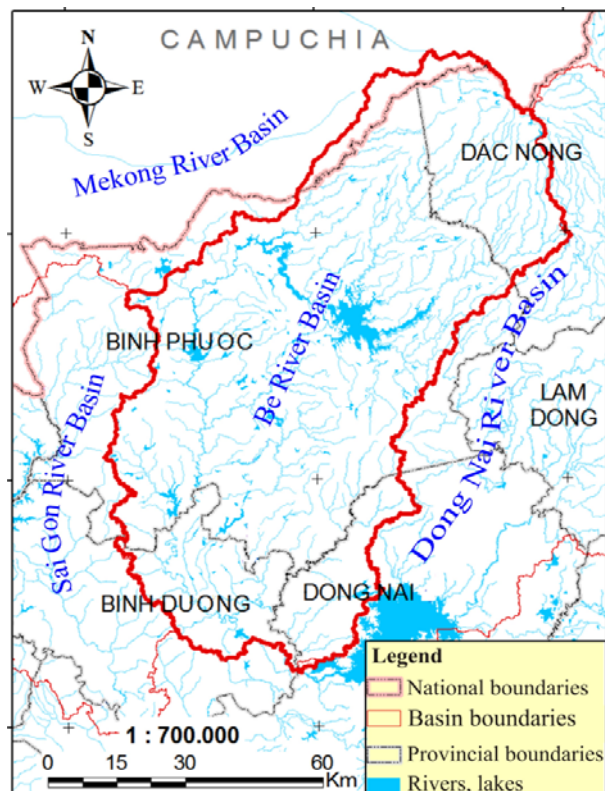 CAMPUCHIA
N
W E
S
Mekong River Basin
DAC NONG
BINH PHUOC
Be River Basin
Dong Nai River Basin
LAM
DONG
Sai Gon River Basin
BINH DUONG
DONG NAI
Legend
National boundaries
Basin boundaries
Provincial boundaries
Rivers, lakes
1 : 700.000
0 15 30 60
Km